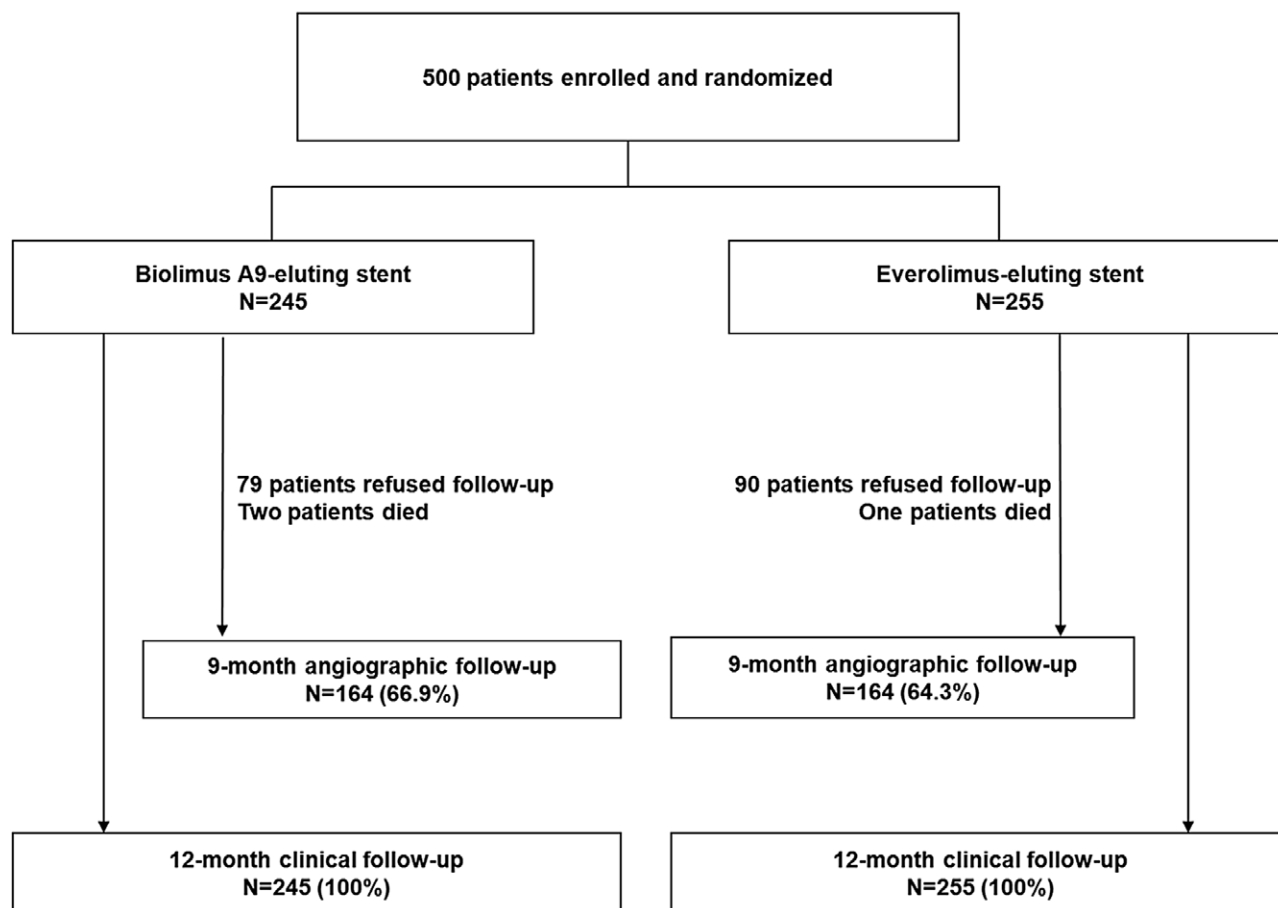 500 patients enrolled and randomized
Biolimus A9-eluting stent
N=245
Everolimus-eluting stent
N=255
79 patients refused follow-up
Two patients died
90 patients refused follow-up
One patients died
9-month angiographic follow-up
N=164 (66.9%)
9-month angiographic follow-up
N=164 (64.3%)
12-month clinical follow-up
N=245 (100%)
12-month clinical follow-up
N=255 (100%)